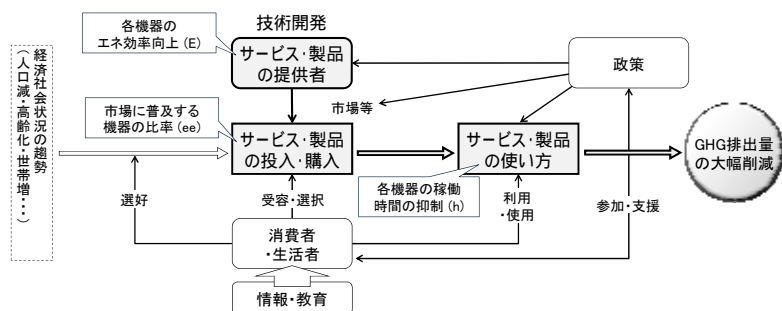 技術開発
各機器の
エネ効率向上(E)
サービス・製品
の提供者
政策
経済社会状況の趨勢
(人口減・高齢化・世帯増・・・)
市場に普及する
機器の比率(ee)
市場等
サービス・製品
の投入・購入
サービス・製品
の使い方
GHG排出量
の大幅削減
各機器の稼働
時間の抑制(h)
選好
受容・選択
利用
・使用
参加・支援
消費者
・生活者
情報・教育